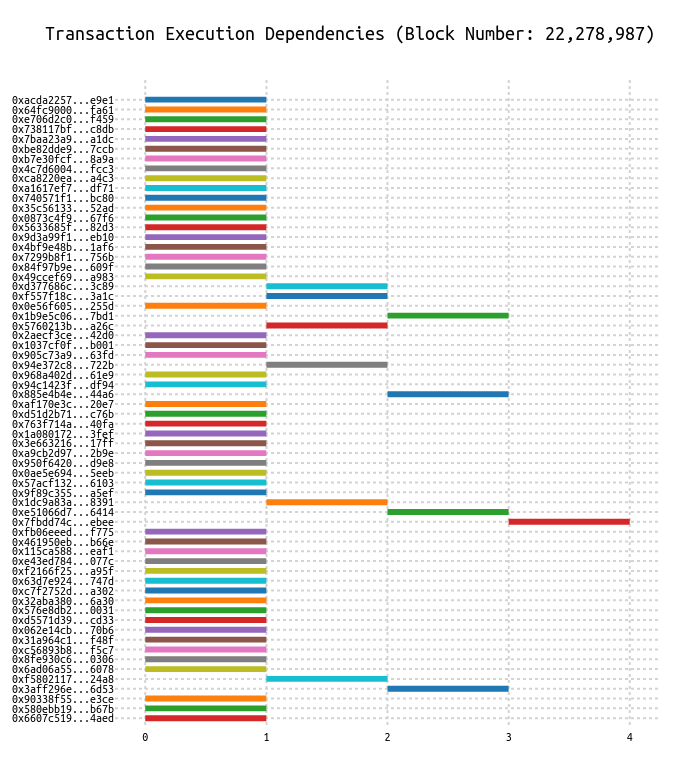 Transaction Execution Dependencies (Block Number: 22,278,987)
0xacda2257...e9e1
0x64fc9000...fa61
0xe706d2c0...f459
0x738117bf...c8db
0x7baa23a9...a1dc
0xbe82dde9...7ccb
0xb7e30fcf...8a9a
0x4c7d6004...fcc3
0xca8220ea...a4c3
0xa1617ef7...df71
0x740571f1...bc80
0x35c56133...52ad
0x0873c4f9...67f6
0x5633685f...82d3
0x9d3a99f1...eb10
0x4bf9e48b...1af6
0x7299b8f1...756b
0x84f97b9e...609f
0x49ccef69...a983
0xd377686c...3c89
0xf557f18c...3a1c
0x0e56f605...255d
0x1b9e5c06...7bd1
0x5760213b...a26c
0x2aecf3ce...42d0
0x1037cf0f...b001
0x905c73a9...63fd
0x94e372c8...722b
0x968a402d...61e9
0x94c1423f...df94
0x885e4b4e...44a6
0xaf170e3c...20e7
0xd51d2b71...c76b
0x763f714a...40fa
0x1a080172...3fef
0x3e663216...17ff
0xa9cb2d97...2b9e
0x950f6420...d9e8
0x0ae5e694...5eeb
0x57acf132...6103
0x9f89c355...a5ef
0x1dc9a83a...8391
0xe51066d7...6414
0x7fbdd74c...ebee
0xfb06eeed...f775
0x461950eb...b66e
0x115ca588...eaf1
0xe43ed784...077c
0xf2166f25...a95f
0x63d7e924...747d
0xc7f2752d...a302
0x32aba380...6a30
0x576e8db2...0031
0xd5571d39...cd33
0x062e14cb...70b6
0x31a964c1...f48f
0xc56893b8...f5c7
0x8fe930c6...0306
0x6ad06a55...6078
0xf5802117...24a8
0x3aff296e...6d53
0x90338f55...e3ce
0x580ebb19...b67b
0x6607c519...4aed
0 1 2 3 4